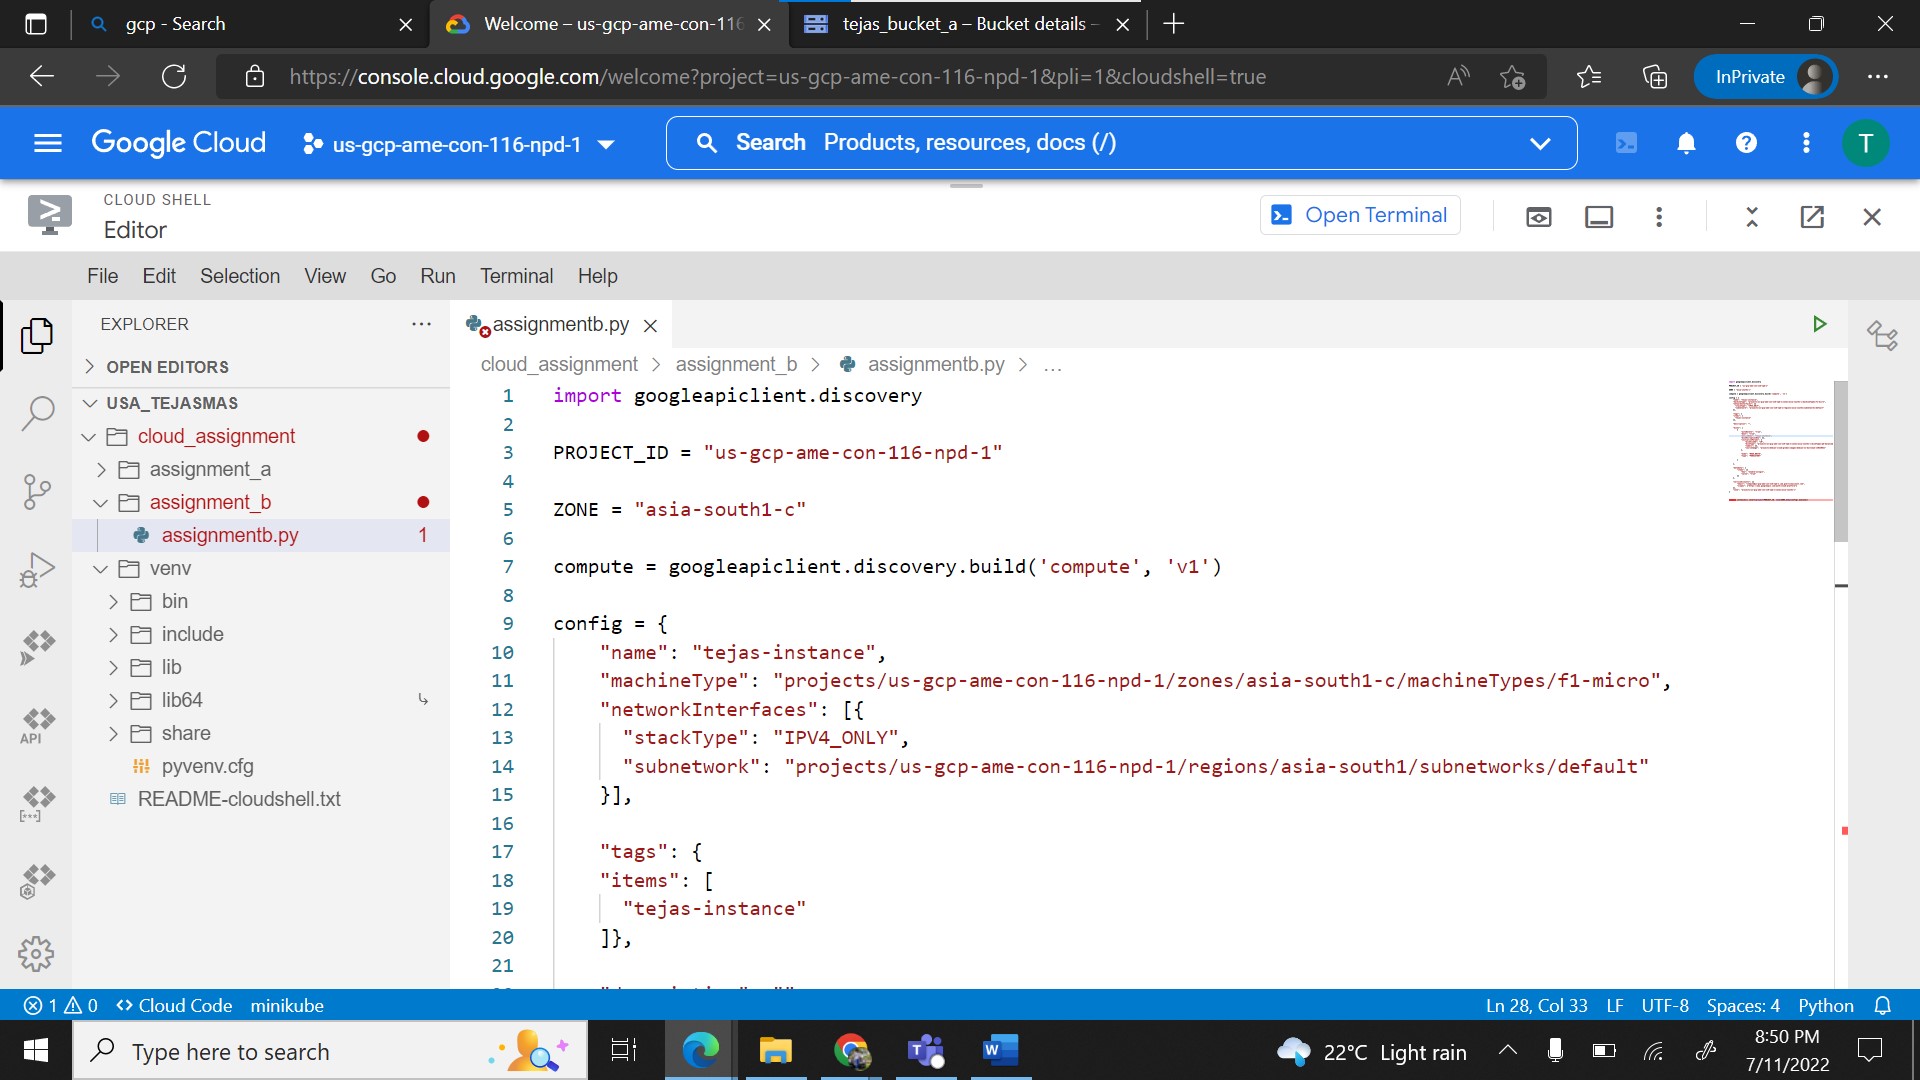 gcp - Search
Welcome – us-gcp-ame-con-116
tejas_bucket_a – Bucket details –
https://console.cloud.google.com/welcome?project=us-gcp-ame-con-116-npd-1&pli=1&cloudshell=true
InPrivate
Google Cloud
us-gcp-ame-con-116-npd-1
Search Products, resources, docs (/)
T
CLOUD SHELL
Editor
Open Terminal
File Edit Selection View Go Run Terminal Help
EXPLORER
OPEN EDITORS
USA_TEJASMAS
cloud_assignment
assignment_a
assignment_b
assignmentb.py 1
venv
bin
include
lib
lib64
share
pyvenv.cfg
README-cloudshell.txt
API
assignmentb.py
cloud_assignment > assignment_b > assignmentb.py > ...
1 import googleapiclient.discovery
2
3 PROJECT_ID = "us-gcp-ame-con-116-npd-1"
4
5 ZONE = "asia-south1-c"
6
7 compute = googleapiclient.discovery.build('compute', 'v1')
8
9 config = {
10 "name": "tejas-instance",
11 "machineType": "projects/us-gcp-ame-con-116-npd-1/zones/asia-south1-c/machineTypes/f1-micro",
12 "networkInterfaces": [{
13 "stackType": "IPV4_ONLY",
14 "subnetwork": "projects/us-gcp-ame-con-116-npd-1/regions/asia-south1/subnetworks/default"
15 }],
16
17 "tags": {
18 "items": [
19 "tejas-instance"
20 ]},
21
1 0 Cloud Code minikube
Ln 28, Col 33 LF UTF-8 Spaces: 4 Python
Type here to search
22°C Light rain
8:50 PM
7/11/2022